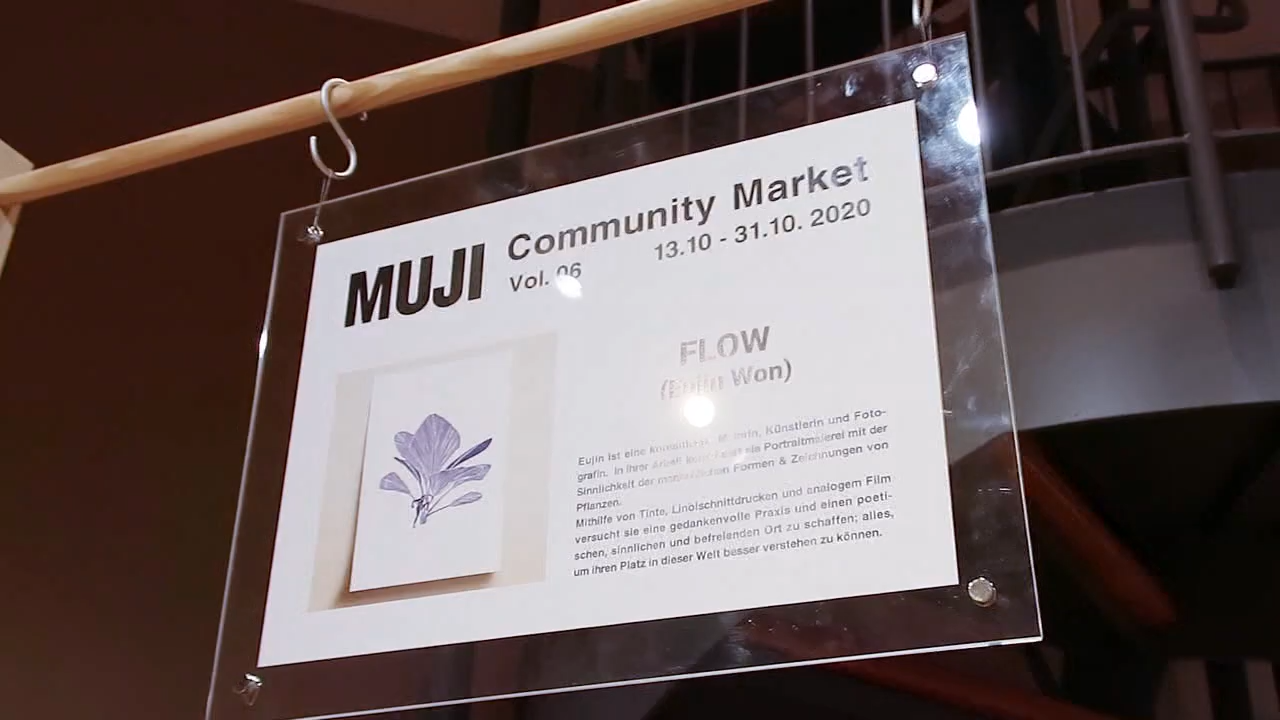 MUJI Community Market
Vol. 06 13.10 - 31.10. 2020
FLOW
(Eujin Won)
Eujin ist eine Künstlerin und Foto-
grafin. In ihrer Arbeit Portraitmalerei mit der
Sinnlichkeit der menschlichen Formen & Zeichnungen von
Pflanzen.
Mithilfe von Tinte, Linolschnittdrucken und analogem Film
versucht sie eine gedankenvolle Praxis und einen poeti-
schen, sinnlichen und befreienden Ort zu schaffen; alles,
um ihren Platz in dieser Welt besser verstehen zu können.